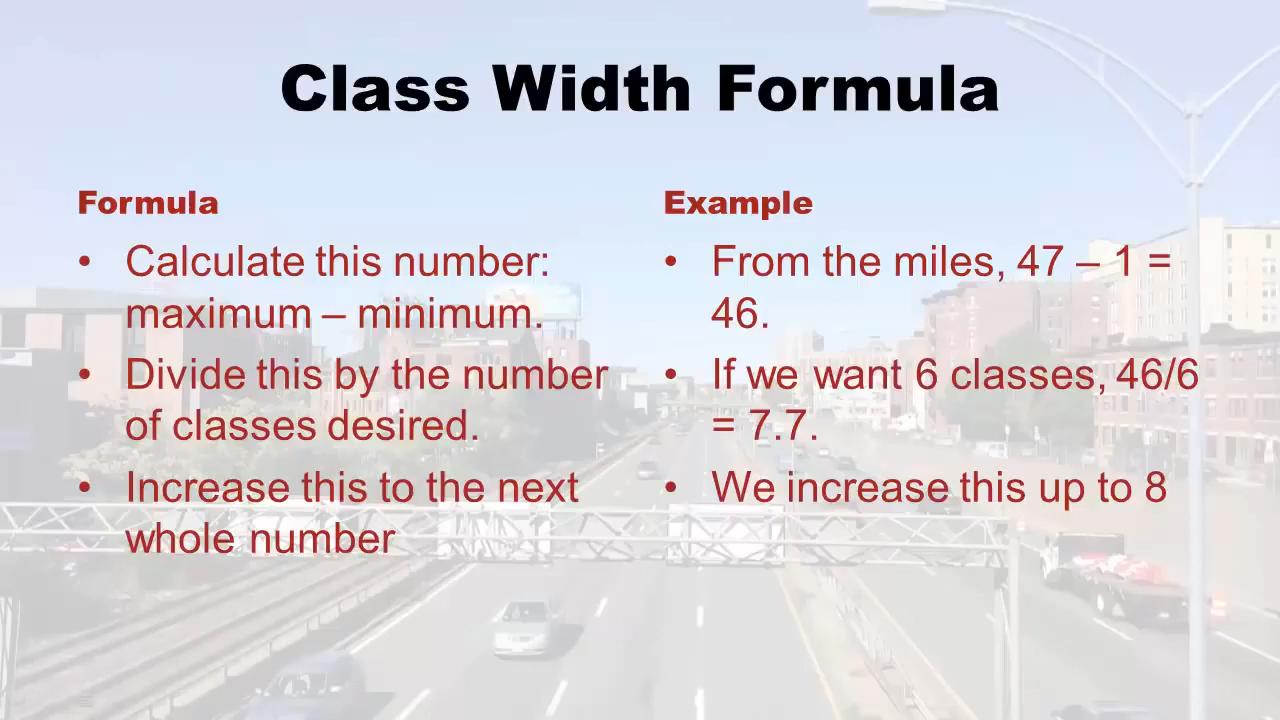 Class Width Formula
Formula
• Calculate this number:
maximum – minimum.
• Divide this by the number
of classes desired.
• Increase this to the next
whole number
Example
• From the miles, 47 – 1 =
46.
• If we want 6 classes, 46/6
= 7.7.
• We increase this up to 8